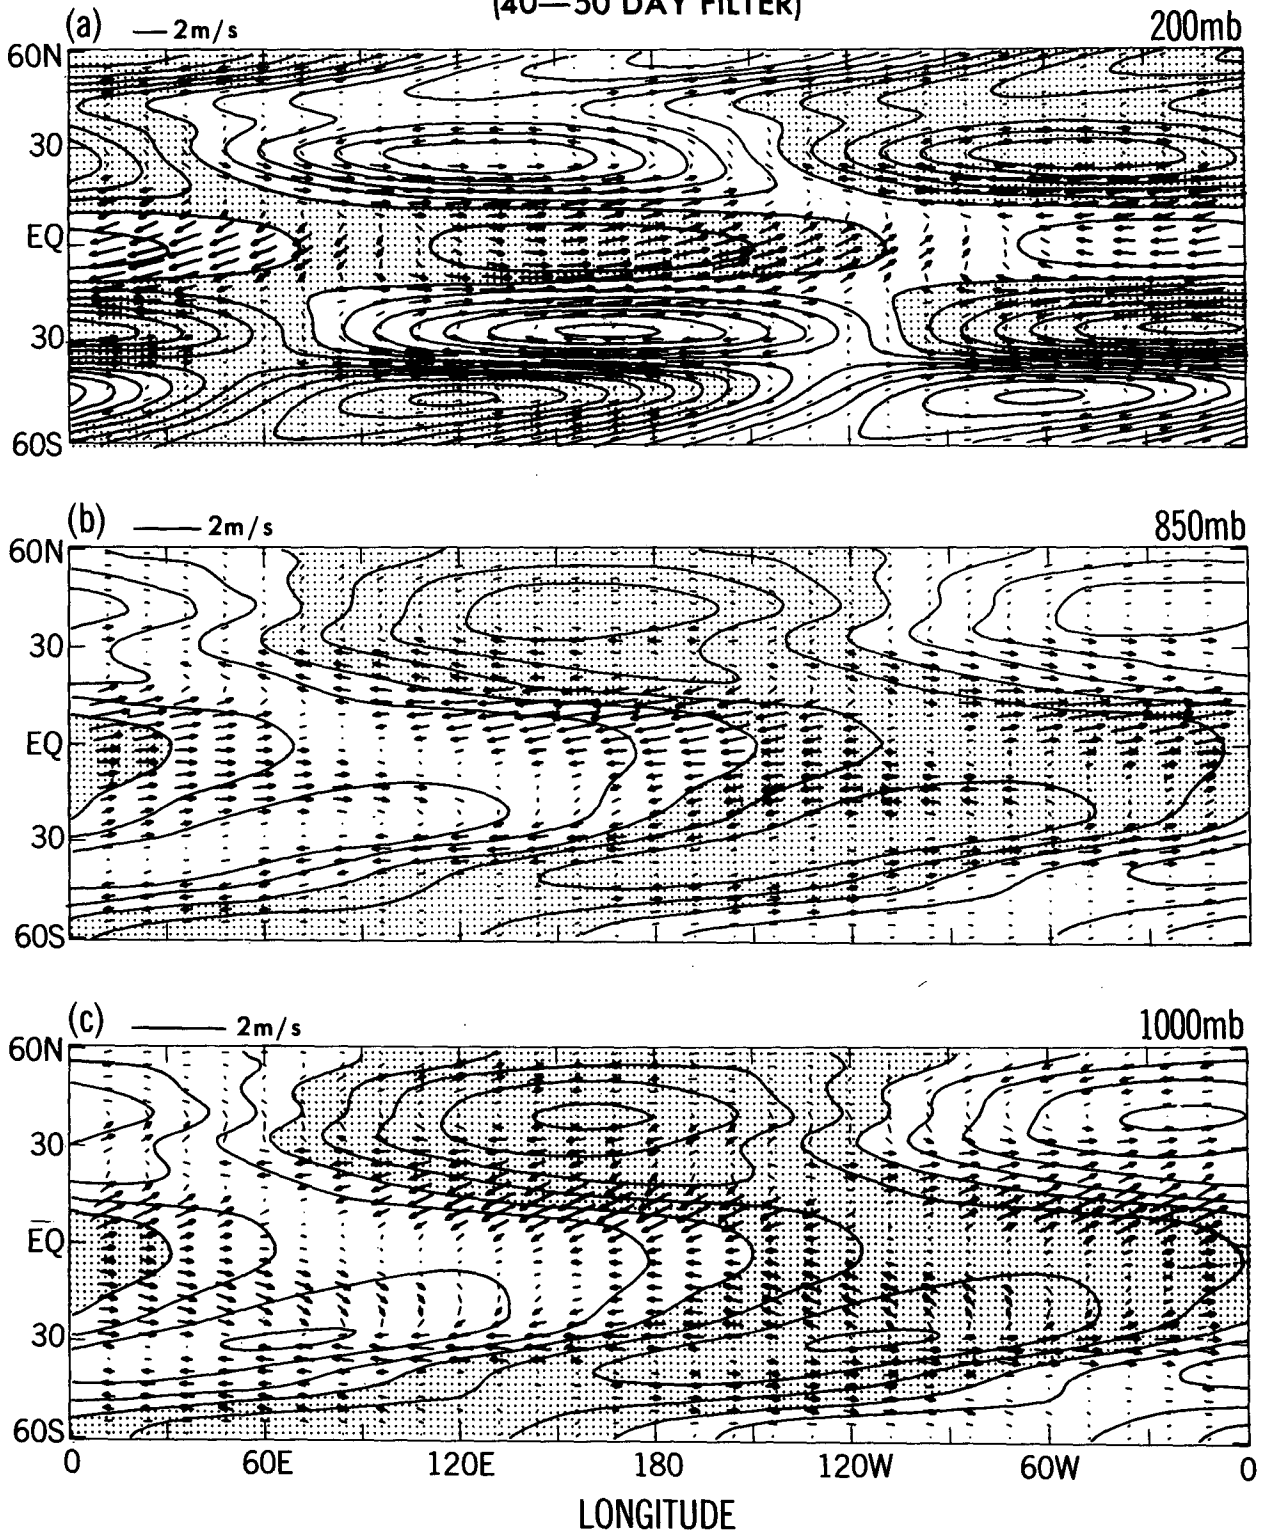 (40—50 DAY FILTER)
(a) — 2m/s 200mb
60N
30
EQ
30
60S
(b) — 2m/s 850mb
60N
30
EQ
30
60S
(c) — 2m/s 1000mb
60N
30
EQ
30
60S
0 60E 120E 180 120W 60W 0
LONGITUDE